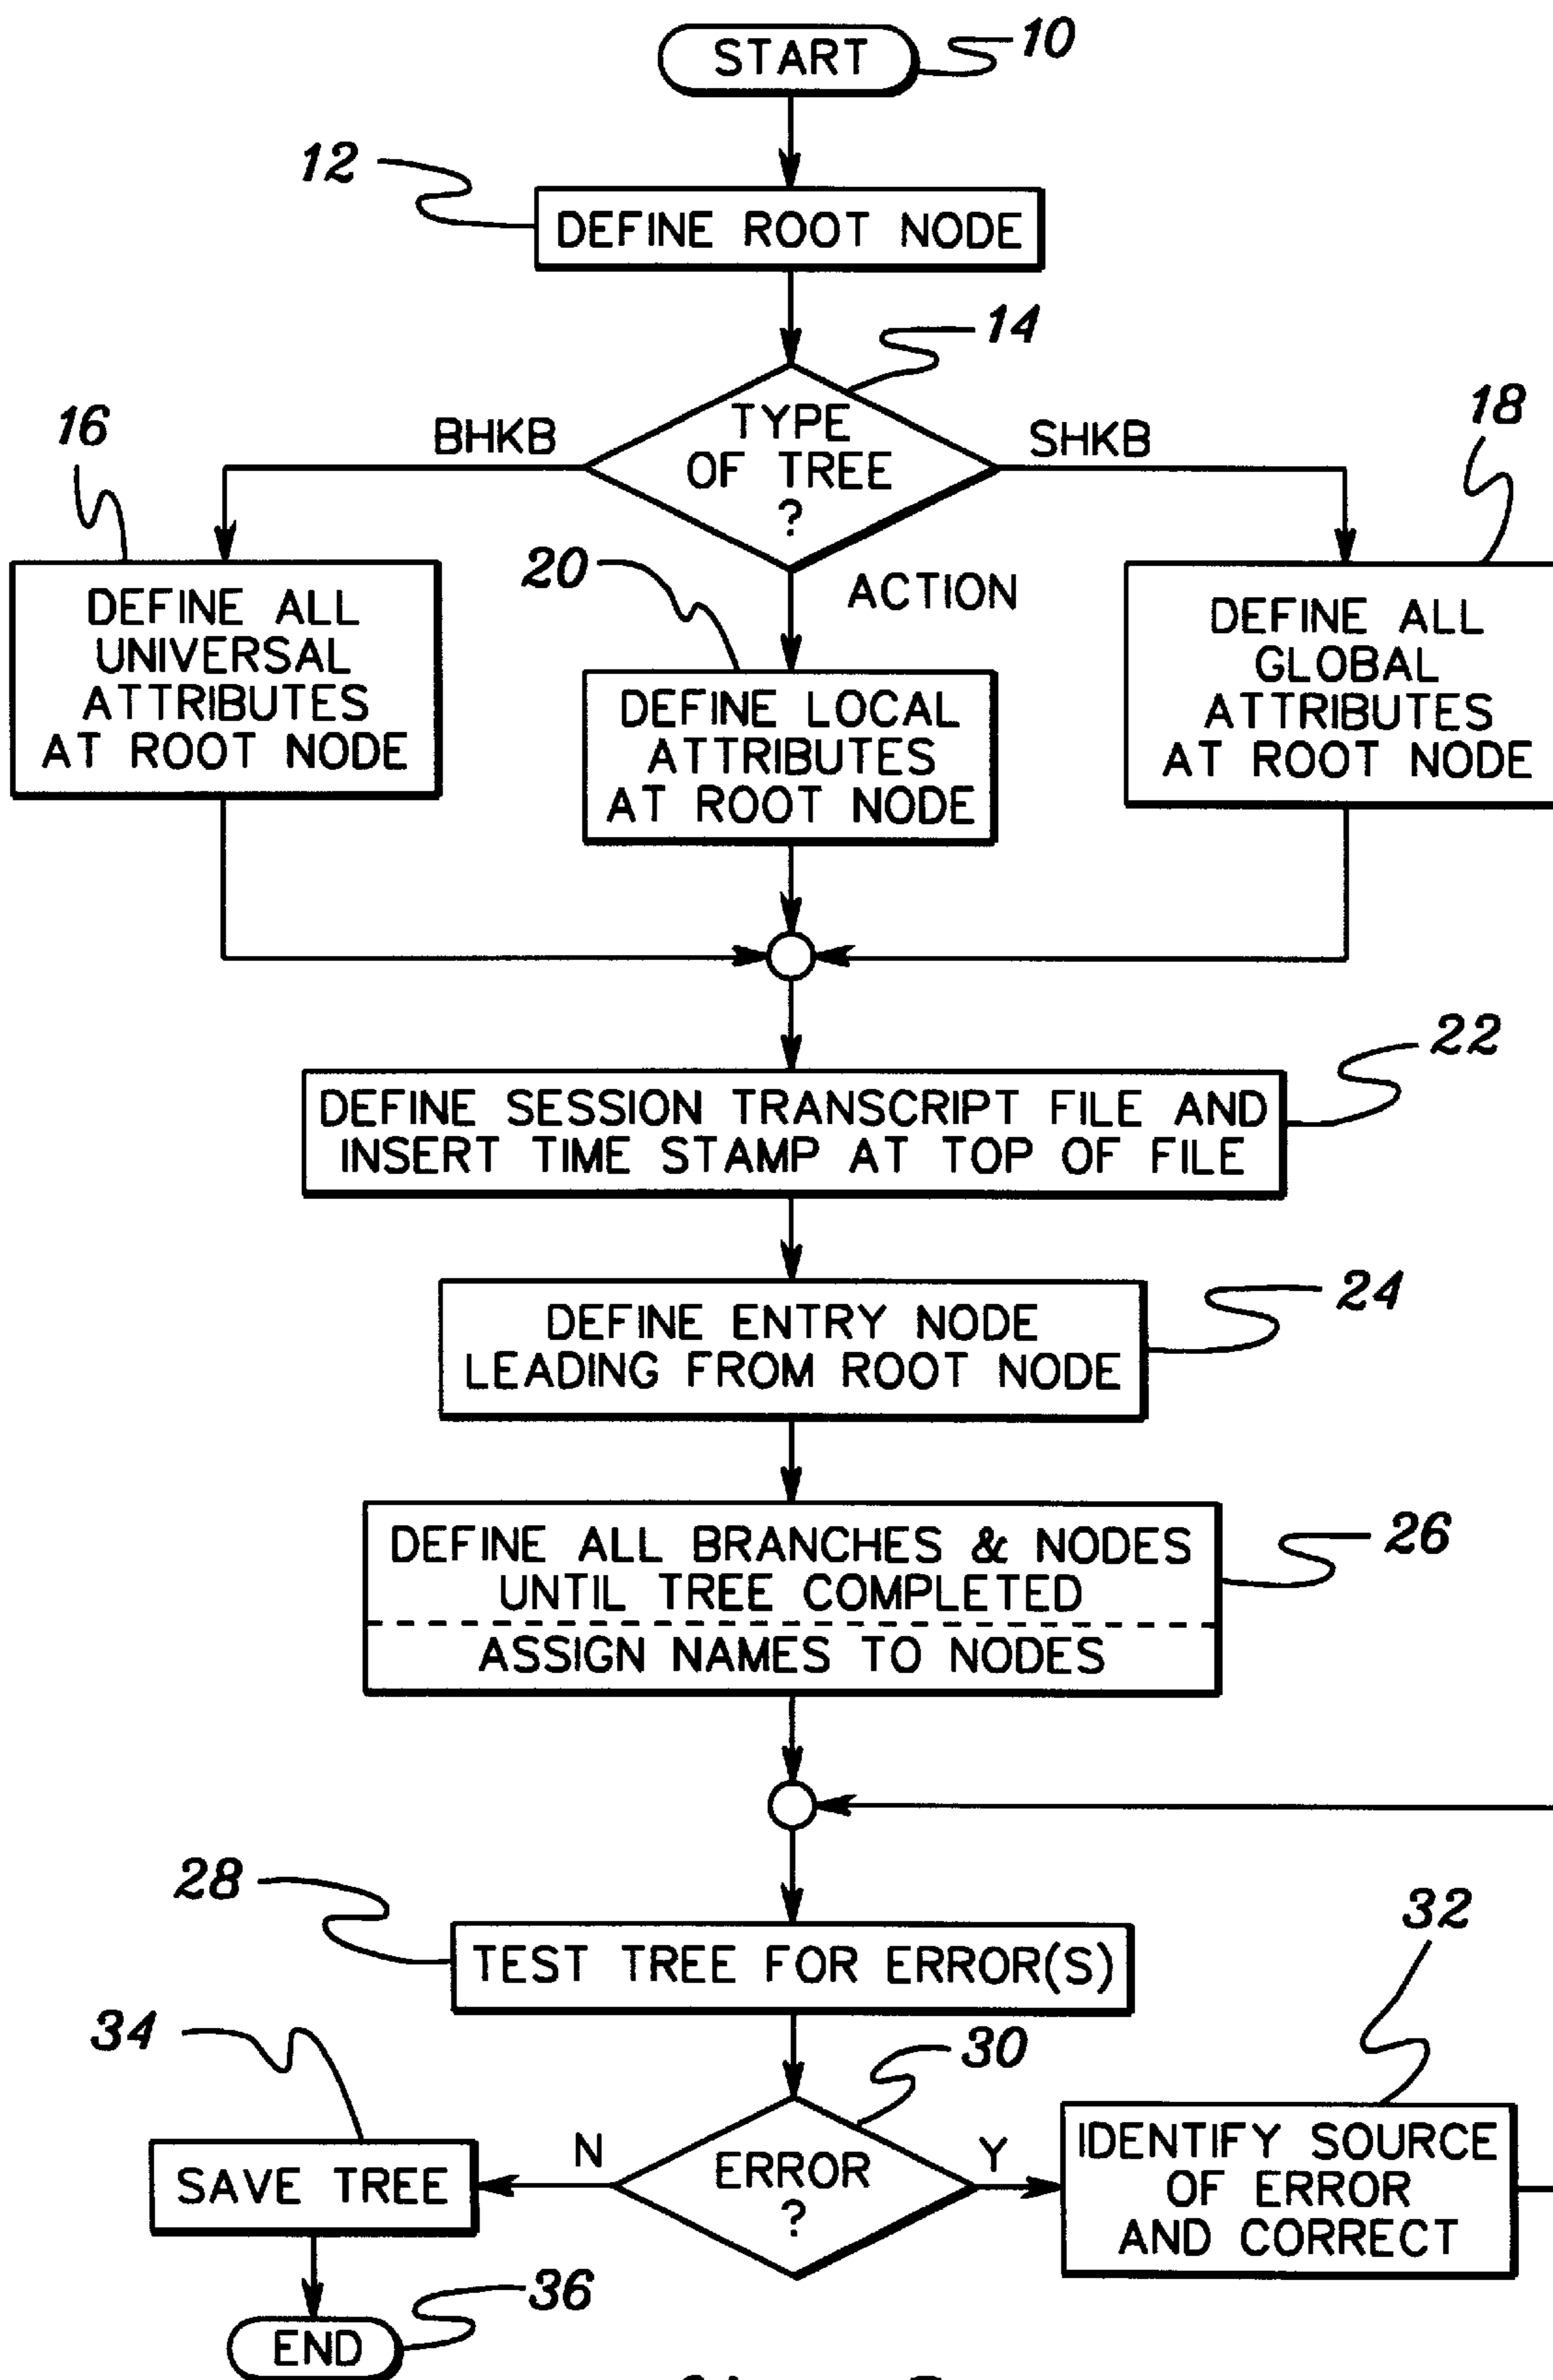 START
10
12
DEFINE ROOT NODE
14
TYPE
OF TREE
?
BHKB
SHKB
ACTION
16
DEFINE ALL
UNIVERSAL
ATTRIBUTES
AT ROOT NODE
20
DEFINE LOCAL
ATTRIBUTES
AT ROOT NODE
18
DEFINE ALL
GLOBAL
ATTRIBUTES
AT ROOT NODE
22
DEFINE SESSION TRANSCRIPT FILE AND
INSERT TIME STAMP AT TOP OF FILE
24
DEFINE ENTRY NODE
LEADING FROM ROOT NODE
26
DEFINE ALL BRANCHES & NODES
UNTIL TREE COMPLETED
ASSIGN NAMES TO NODES
28
TEST TREE FOR ERROR(S)
30
ERROR
?
N
Y
32
IDENTIFY SOURCE
OF ERROR
AND CORRECT
34
SAVE TREE
36
END